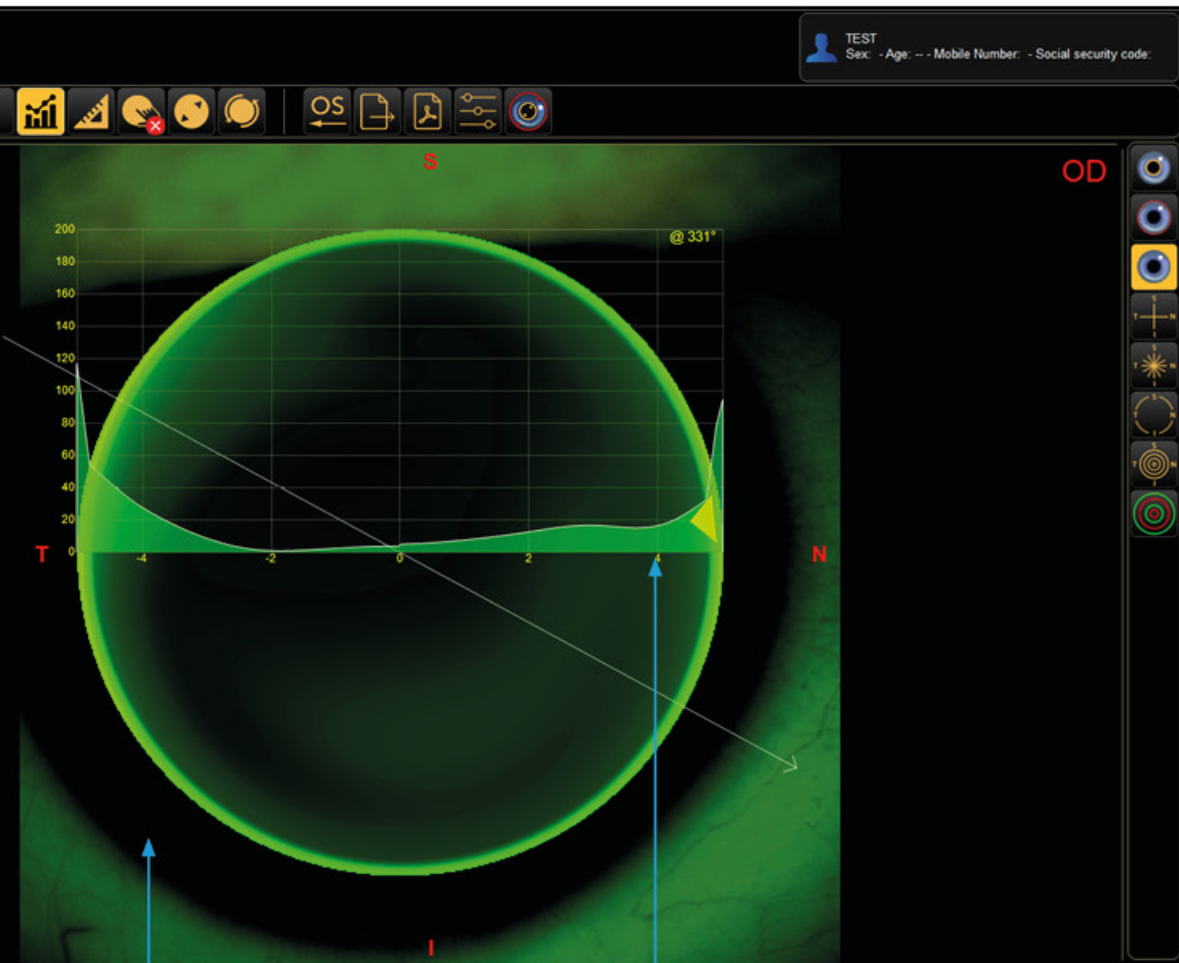 TEST
Sex: - Age: -- - Mobile Number: - Social security code:
OS
S
OD
200
@ 331°
180
160
140
120
100
80
60
40
20
0
T
N
-4
-2
0
2
4
I
S
T N
I
S
T N
I
S
T N
I
S
T N
I